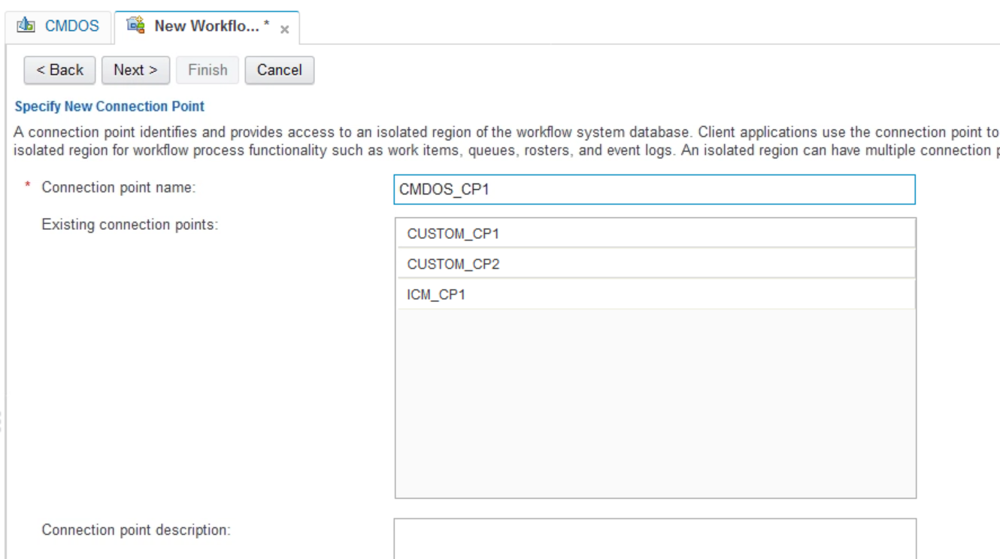 CMDOS New Workflo... * ×
< Back Next > Finish Cancel
Specify New Connection Point
A connection point identifies and provides access to an isolated region of the workflow system database. Client applications use the connection point to
isolated region for workflow process functionality such as work items, queues, rosters, and event logs. An isolated region can have multiple connection
* Connection point name: CMDOS_CP1
Existing connection points:
CUSTOM_CP1
CUSTOM_CP2
ICM_CP1
Connection point description: